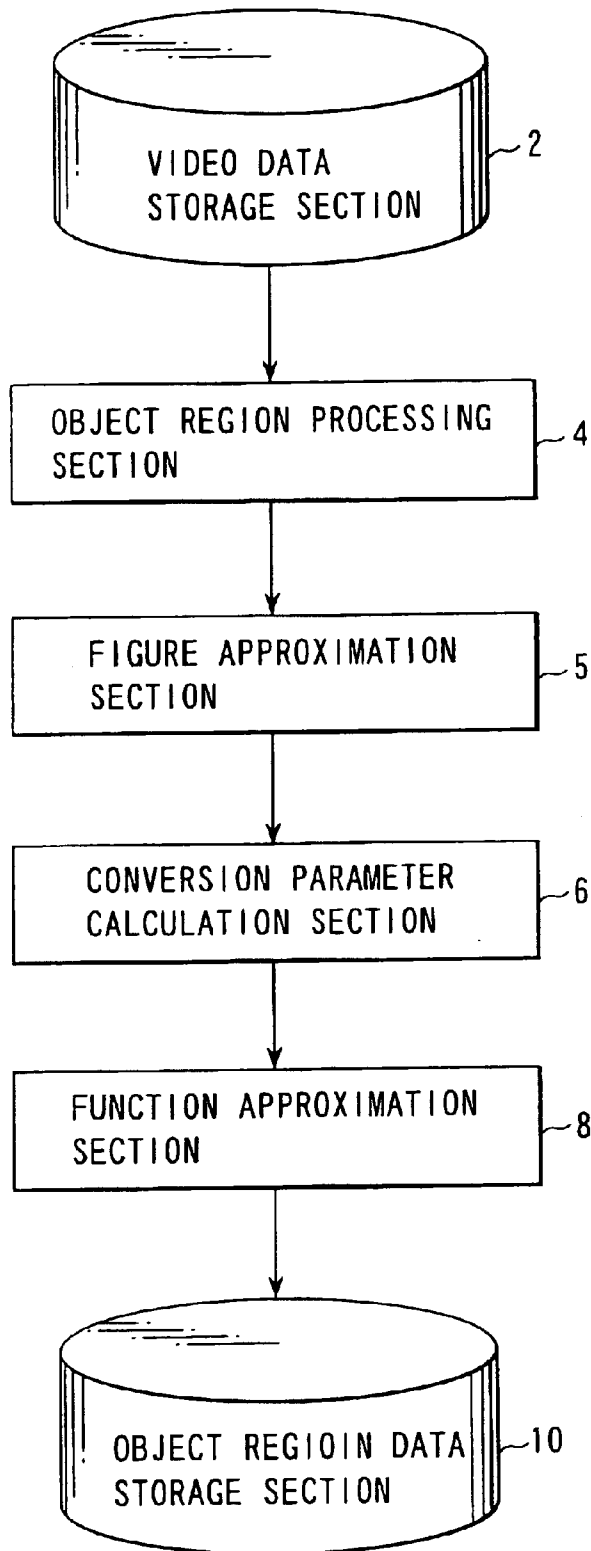 VIDEO DATA
STORAGE SECTION
2
OBJECT REGION PROCESSING
SECTION
4
FIGURE APPROXIMATION
SECTION
5
CONVERSION PARAMETER
CALCULATION SECTION
6
FUNCTION APPROXIMATION
SECTION
8
OBJECT REGIOIN DATA
STORAGE SECTION
10